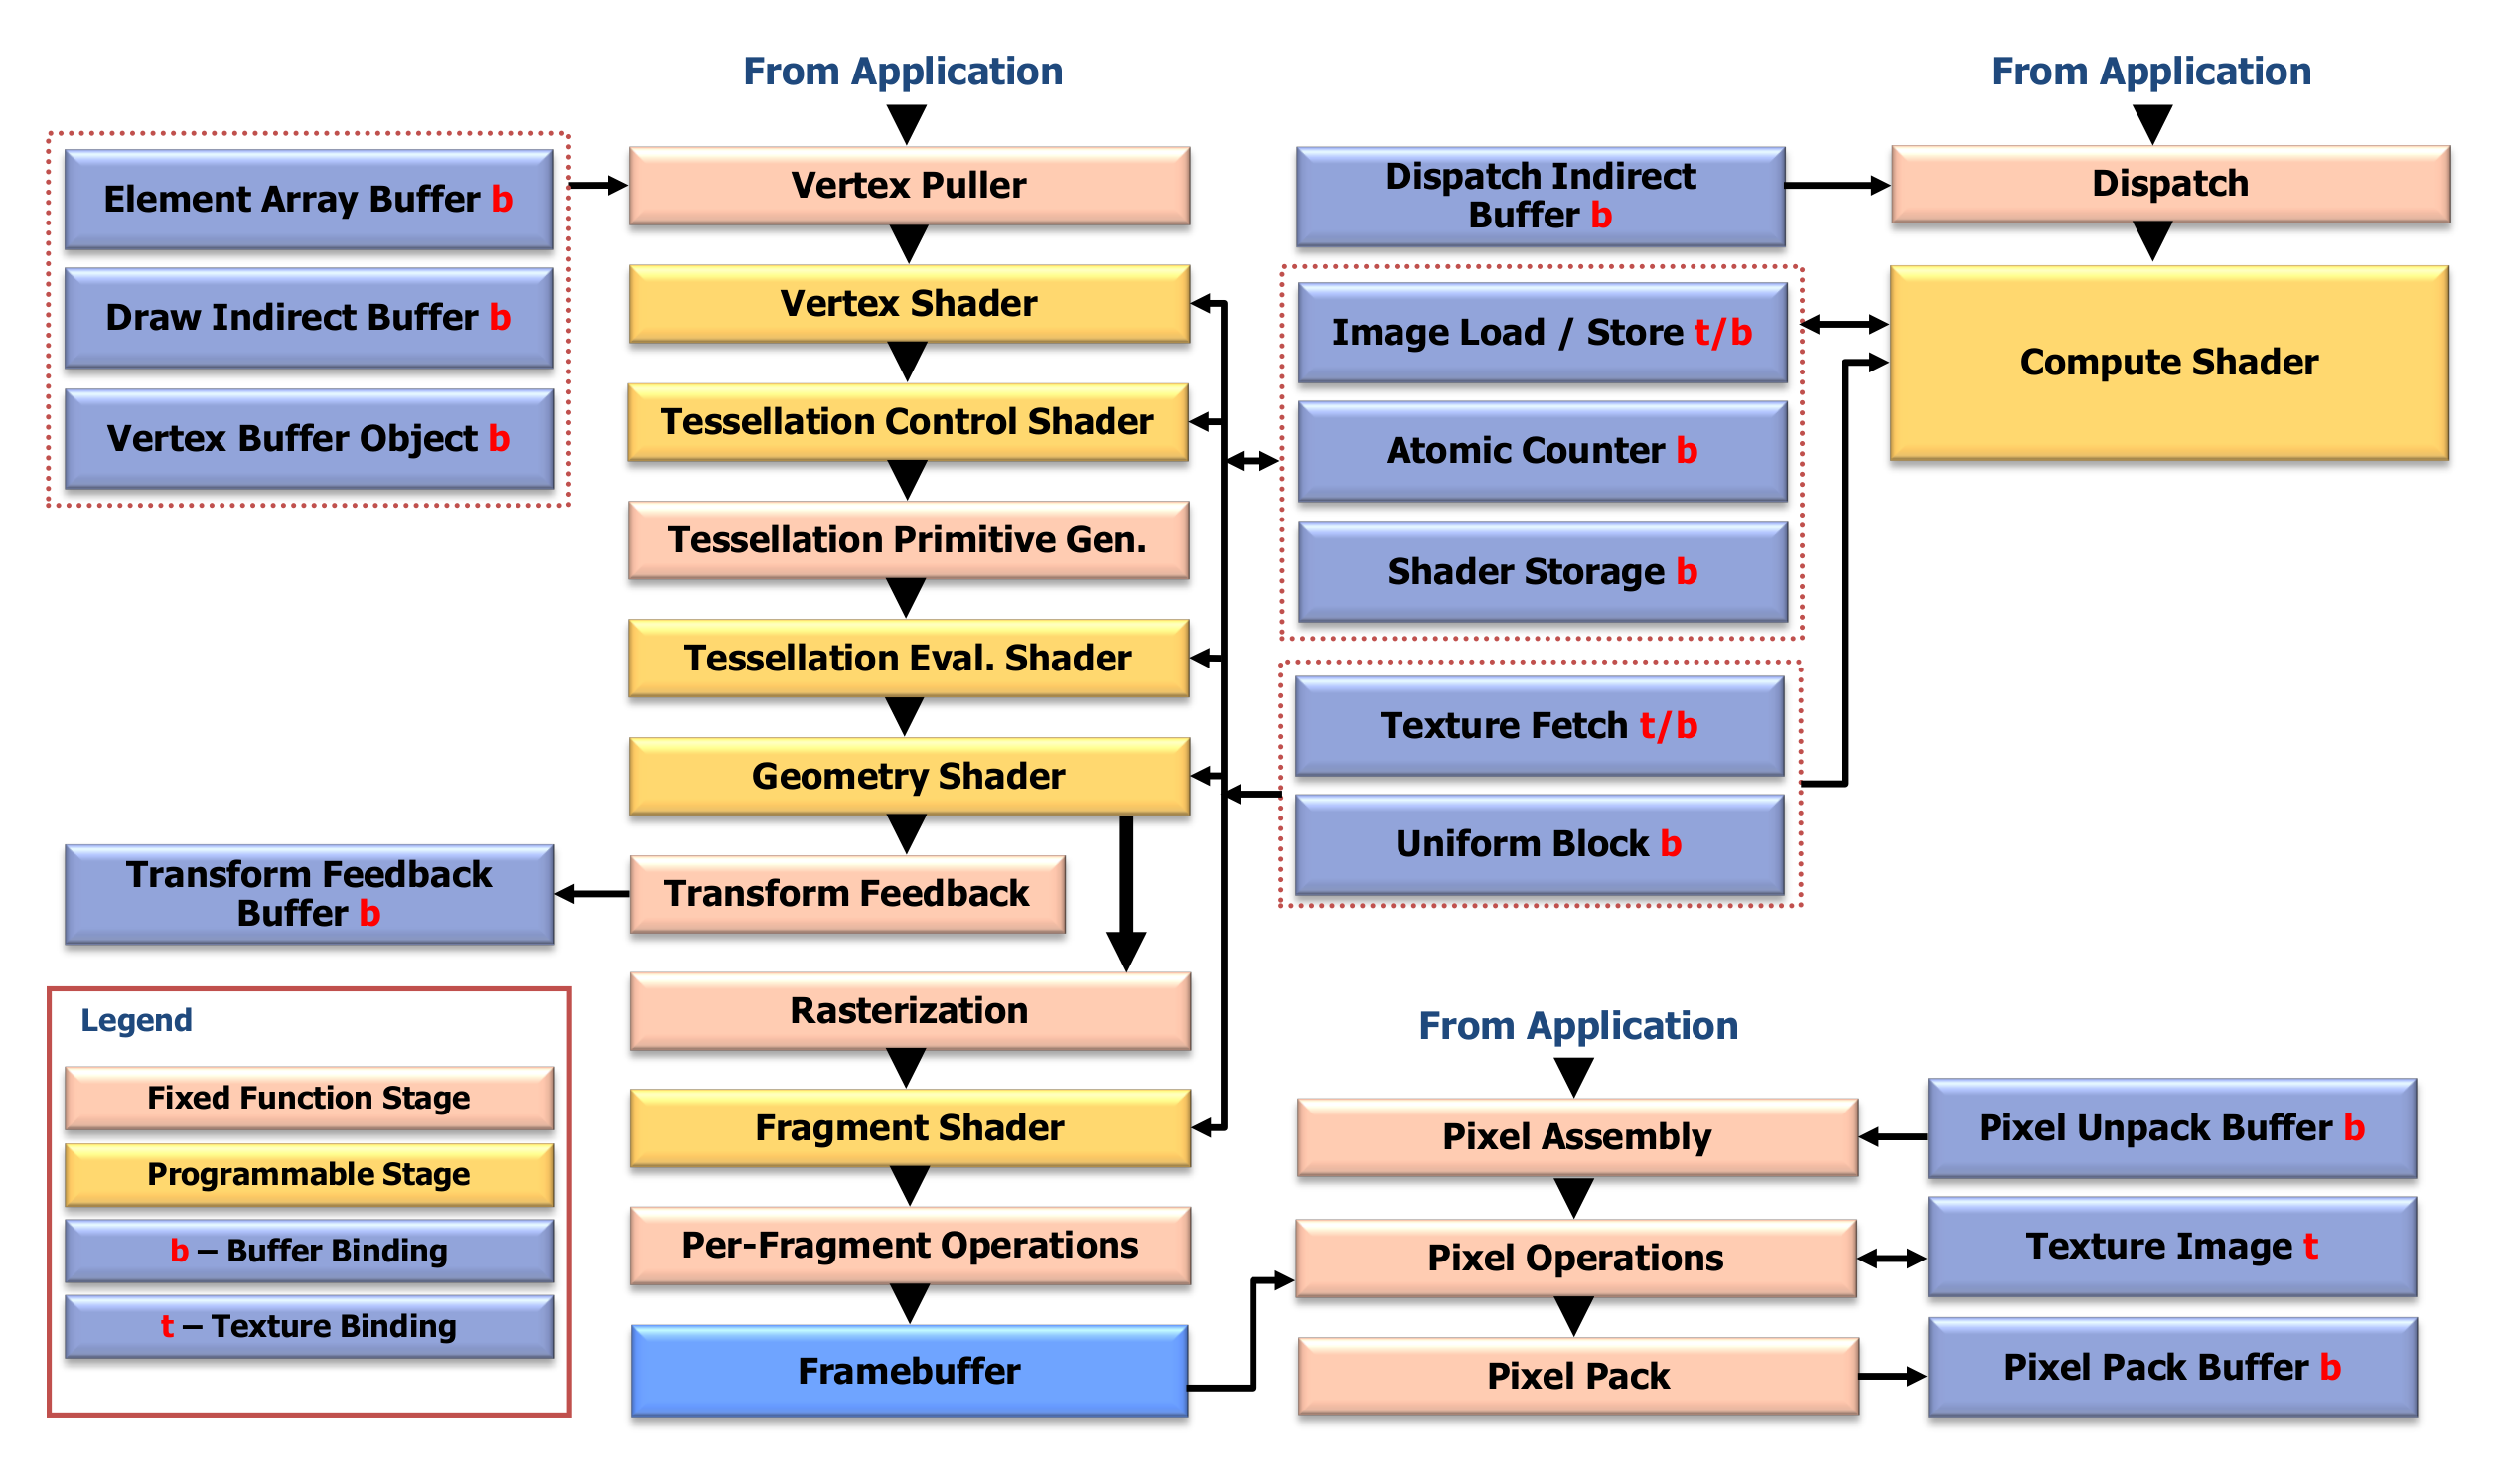 From Application
From Application
Element Array Buffer b
Draw Indirect Buffer b
Vertex Buffer Object b
Vertex Puller
Vertex Shader
Tessellation Control Shader
Tessellation Primitive Gen.
Tessellation Eval. Shader
Geometry Shader
Transform Feedback
Transform Feedback
Buffer b
Rasterization
Fragment Shader
Per-Fragment Operations
Framebuffer
Dispatch Indirect
Buffer b
Dispatch
Image Load / Store t/b
Atomic Counter b
Shader Storage b
Compute Shader
Texture Fetch t/b
Uniform Block b
Legend
Fixed Function Stage
Programmable Stage
b – Buffer Binding
t – Texture Binding
From Application
Pixel Assembly
Pixel Unpack Buffer b
Pixel Operations
Texture Image t
Pixel Pack
Pixel Pack Buffer b